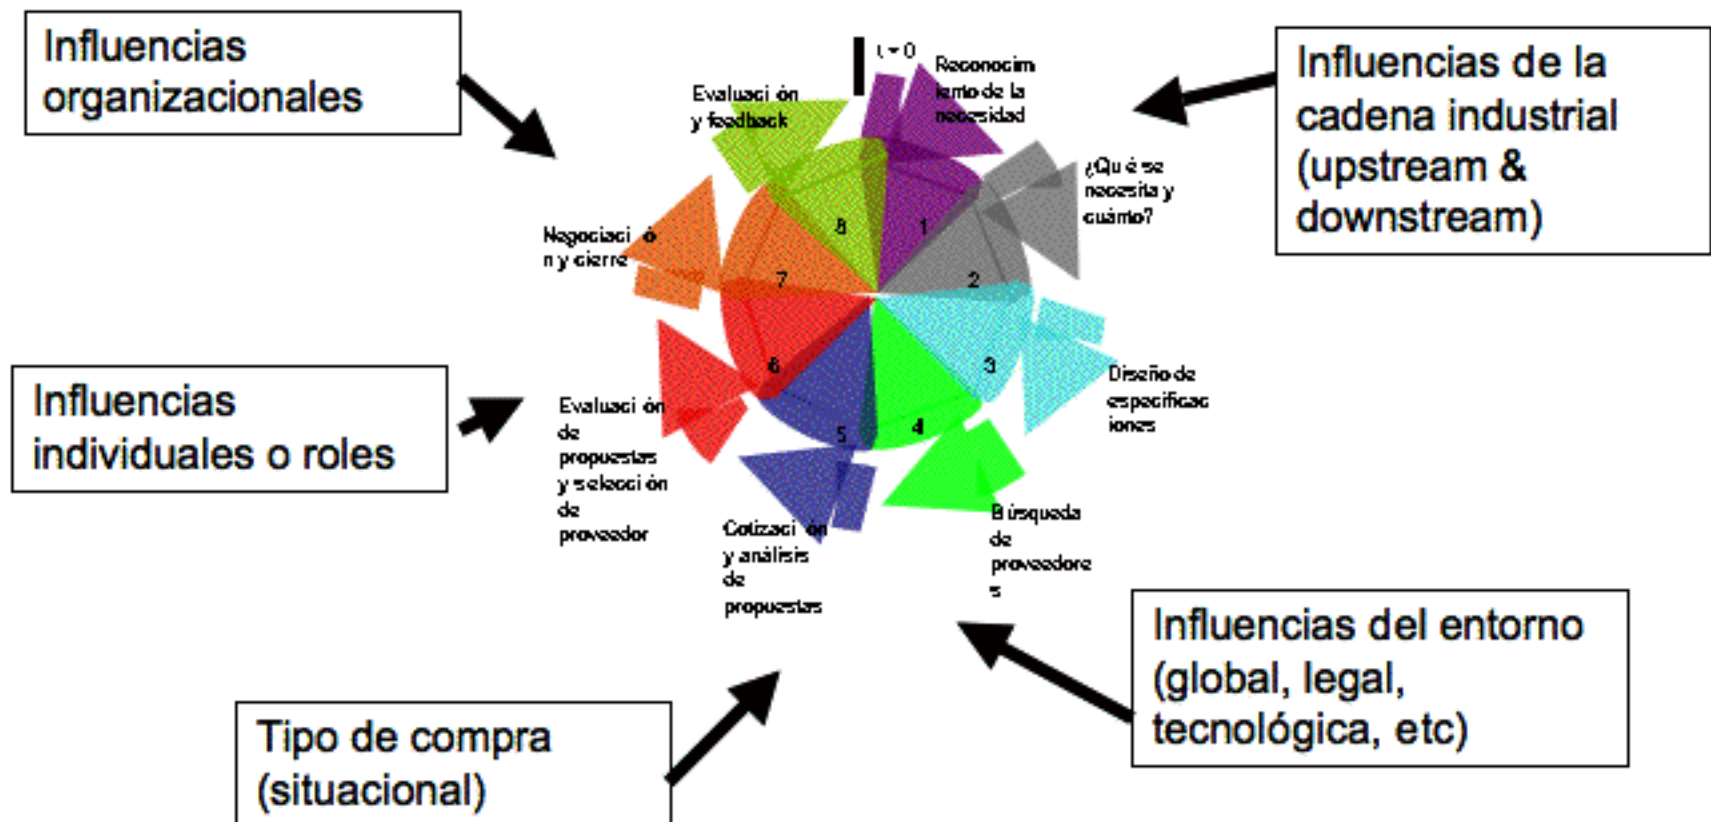 Influencias
organizacionales
t = 0
Reconocim
iento de la
necesidad
Influencias de la
cadena industrial
(upstream &
downstream)
Evaluaci ón
y feedback
¿Qu é se
necesita y
cuánto?
Negociaci ó
n y cierre
8
1
7
2
6
3
5
4
Diseño de
especificac
iones
Influencias
individuales o roles
Evaluaci ón
de
propuestas
y selecci ón
de
proveedor
Cotizaci ón
y análisis
de
propuestas
Búsqueda
de
proveedore
s
Influencias del entorno
(global, legal,
tecnológica, etc)
Tipo de compra
(situacional)